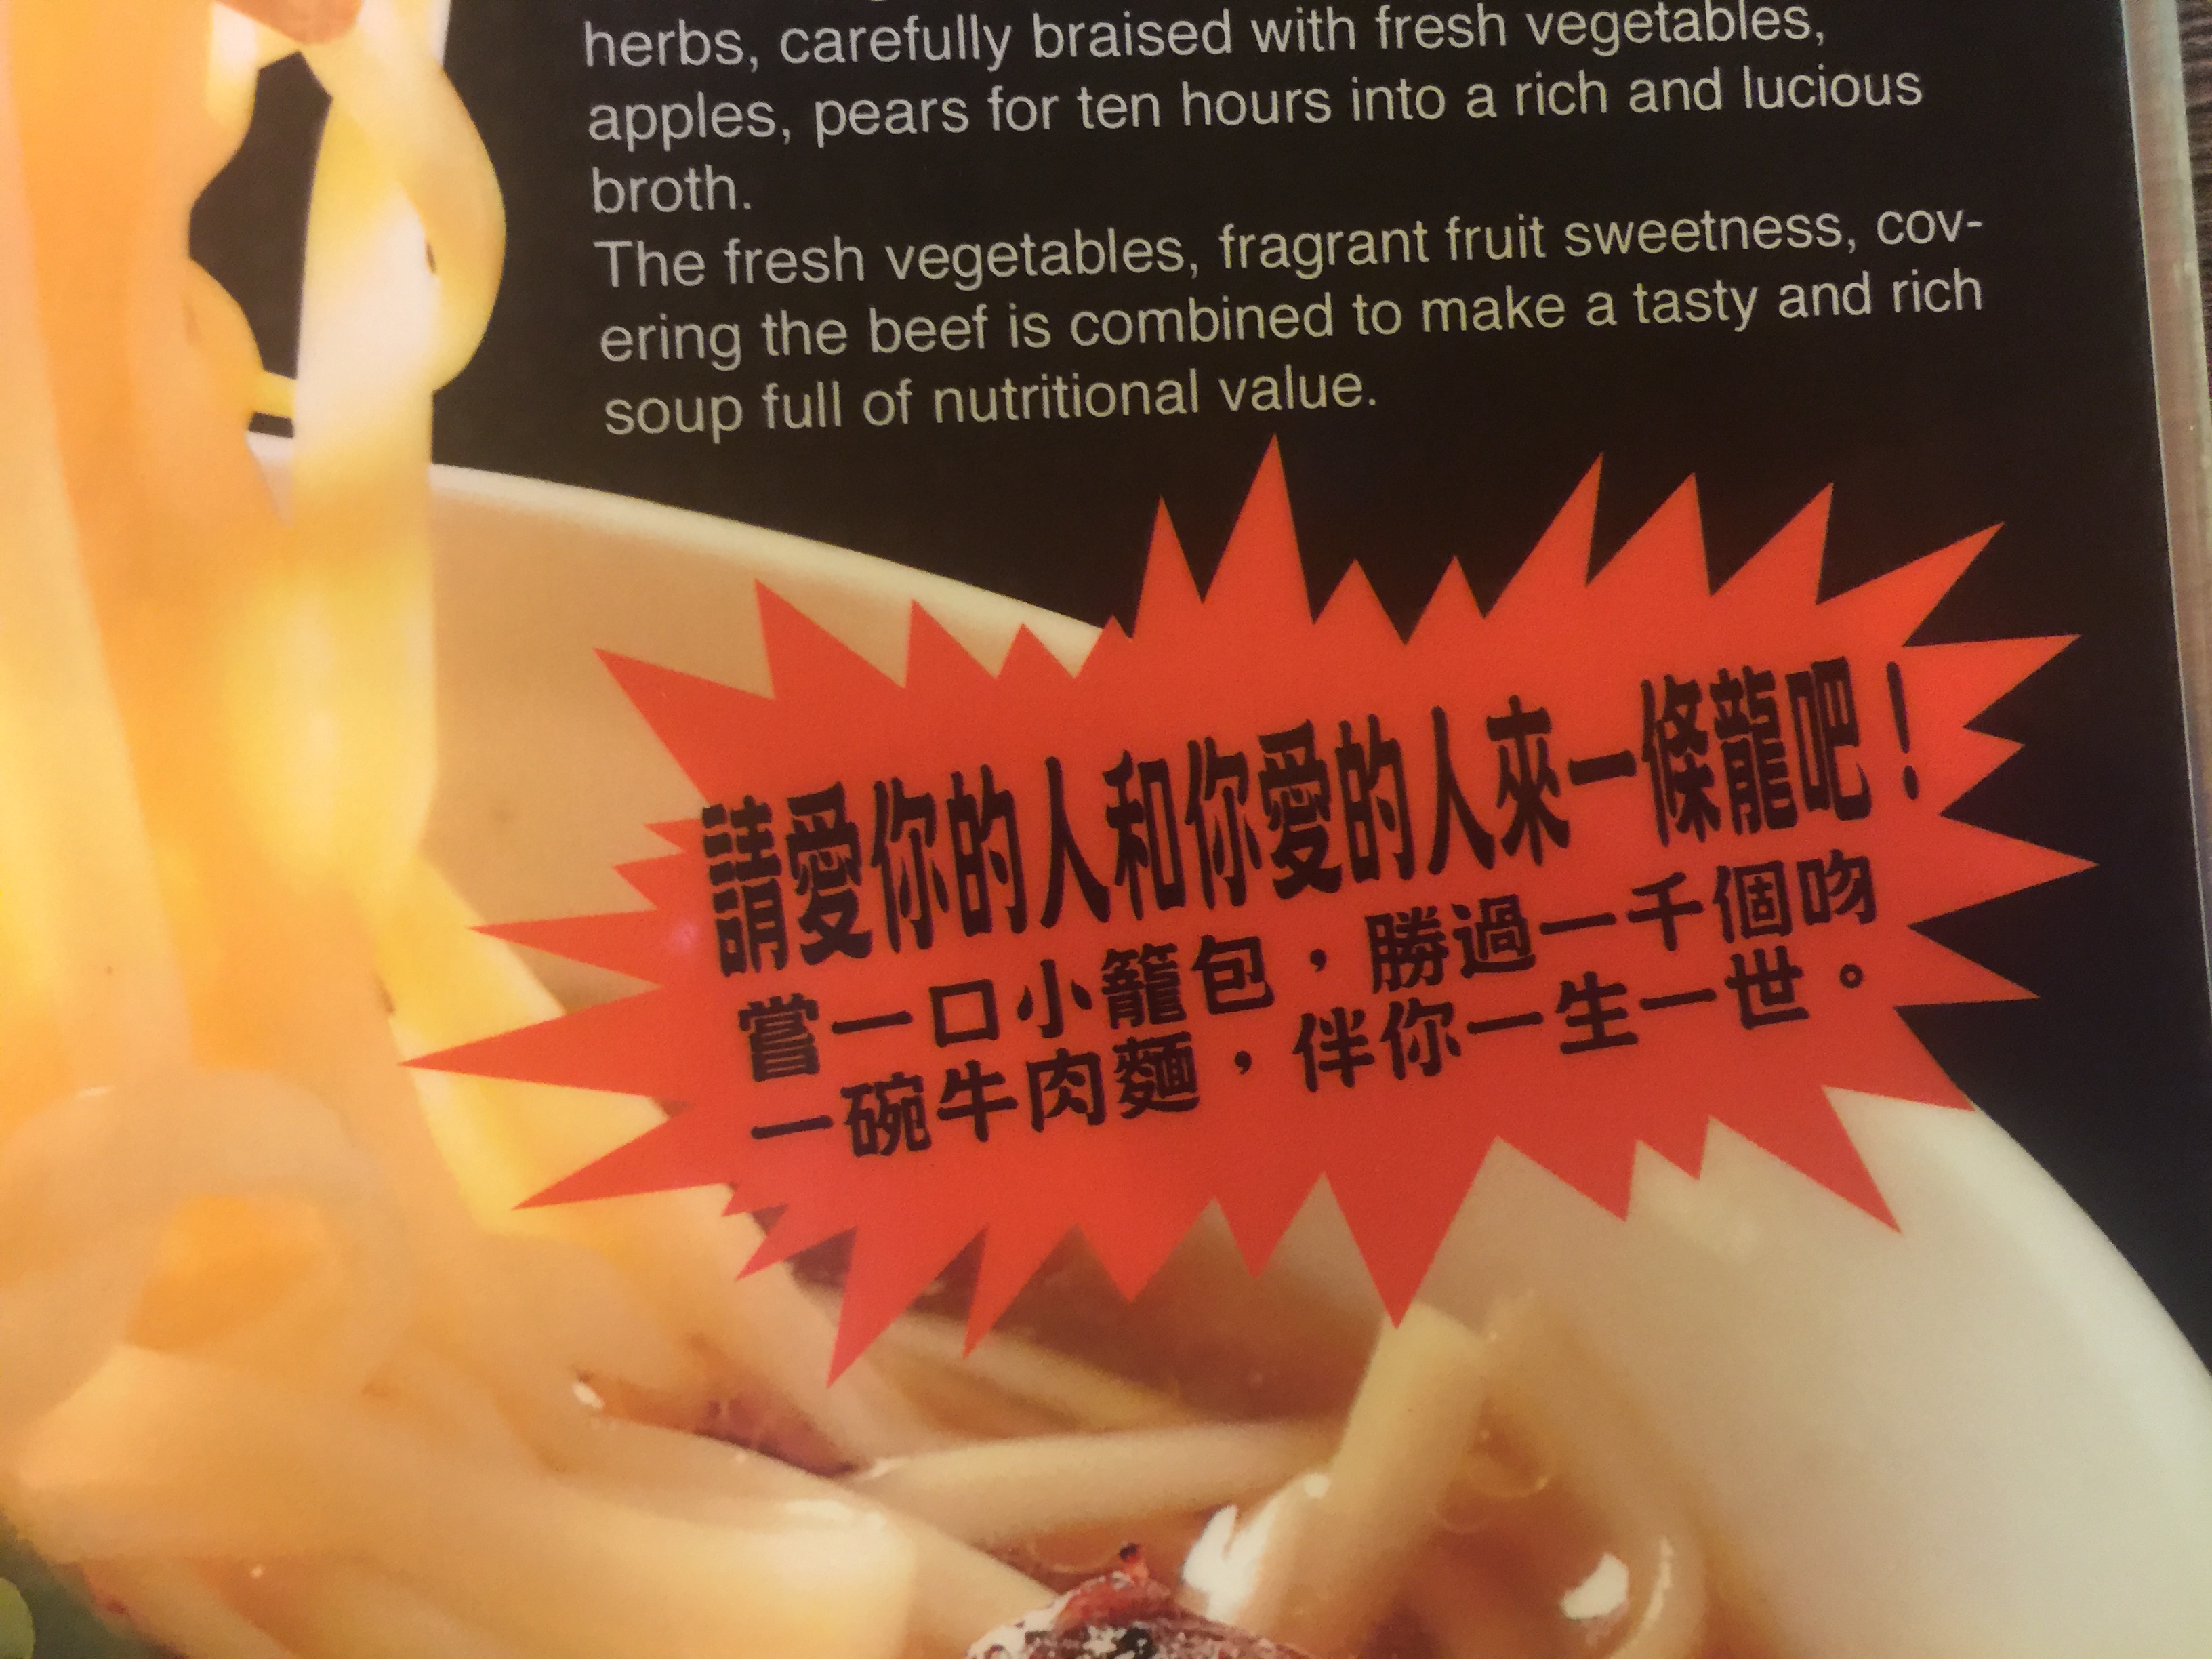 herbs, carefully braised with fresh vegetables,
apples, pears for ten hours into a rich and lucious
broth.
The fresh vegetables, fragrant fruit sweetness, cov-
ering the beef is combined to make a tasty and rich
soup full of nutritional value.
請愛你的人和你愛的人來一條龍吧！
嘗一口小籠包，勝過一千個吻
一碗牛肉麵，伴你一生一世。